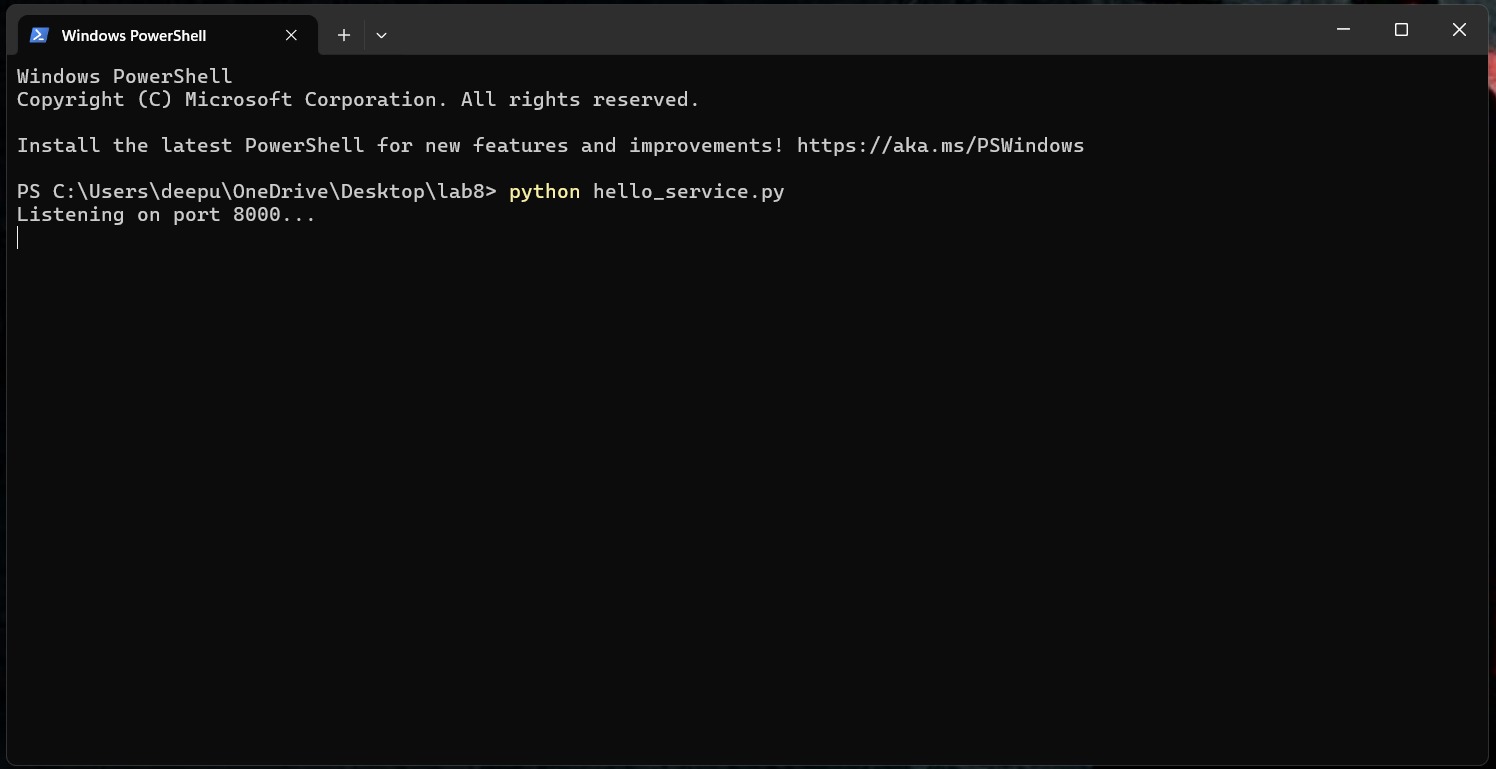 Windows PowerShell
Windows PowerShell
Copyright (C) Microsoft Corporation. All rights reserved.
Install the latest PowerShell for new features and improvements! https://aka.ms/PSWindows
PS C:\Users\deepu\OneDrive\Desktop\lab8> python hello_service.py
Listening on port 8000...